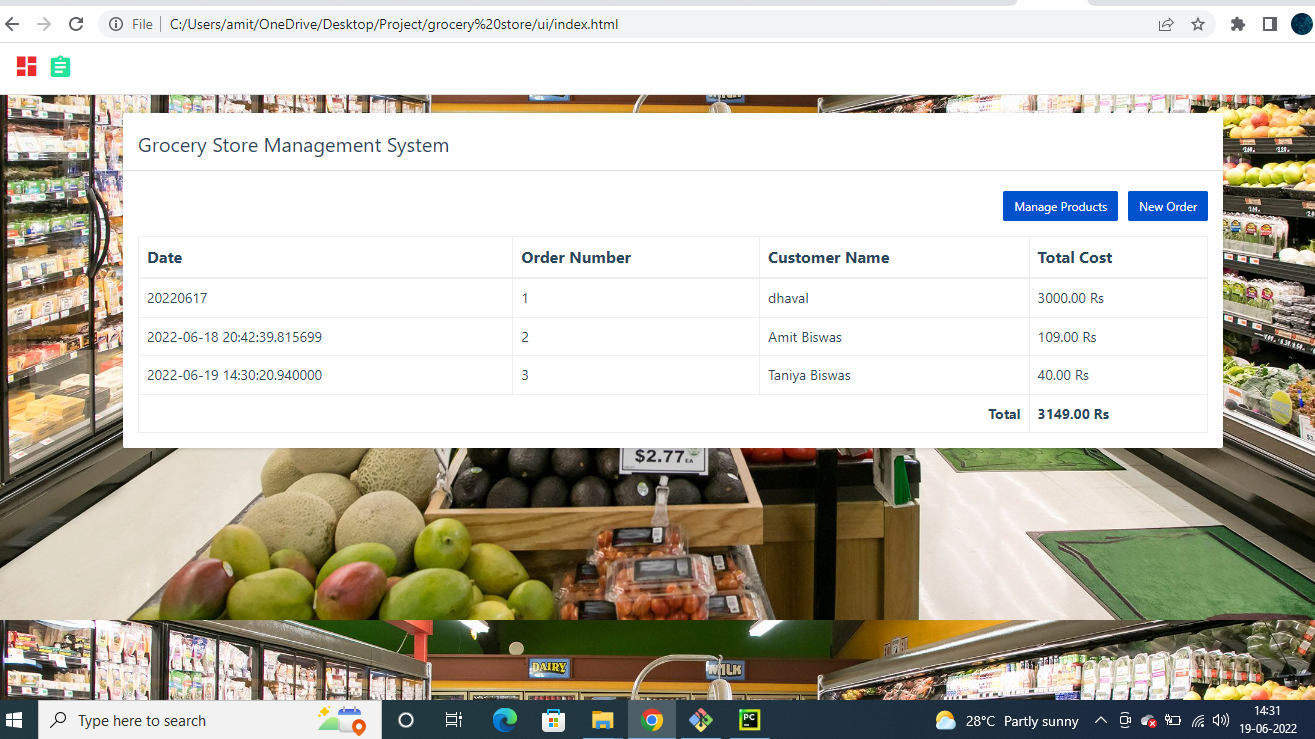 File C:/Users/amit/OneDrive/Desktop/Project/grocery%20store/ui/index.html
Grocery Store Management System
Manage Products New Order
Date Order Number Customer Name Total Cost
20220617 1 dhaval 3000.00 Rs
2022-06-18 20:42:39.815699 2 Amit Biswas 109.00 Rs
2022-06-19 14:30:20.940000 3 Taniya Biswas 40.00 Rs
Total 3149.00 Rs
$2.77 EA
DAIRY MILK
Type here to search PC 28°C Partly sunny 14:31
19-06-2022